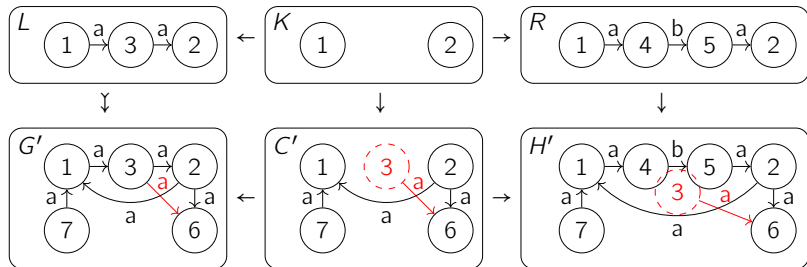 L
1 a 3 a 2
←
K
1 2
→
R
1 a 4 b 5 a 2
↓ ↓ ↓
G′
1 a 3 a 2
a a a
a
7 6
←
C′
1 3 2
a a a
a
7 6
→
H′
1 a 4 b 5 a 2
3
a a a
a
7 6